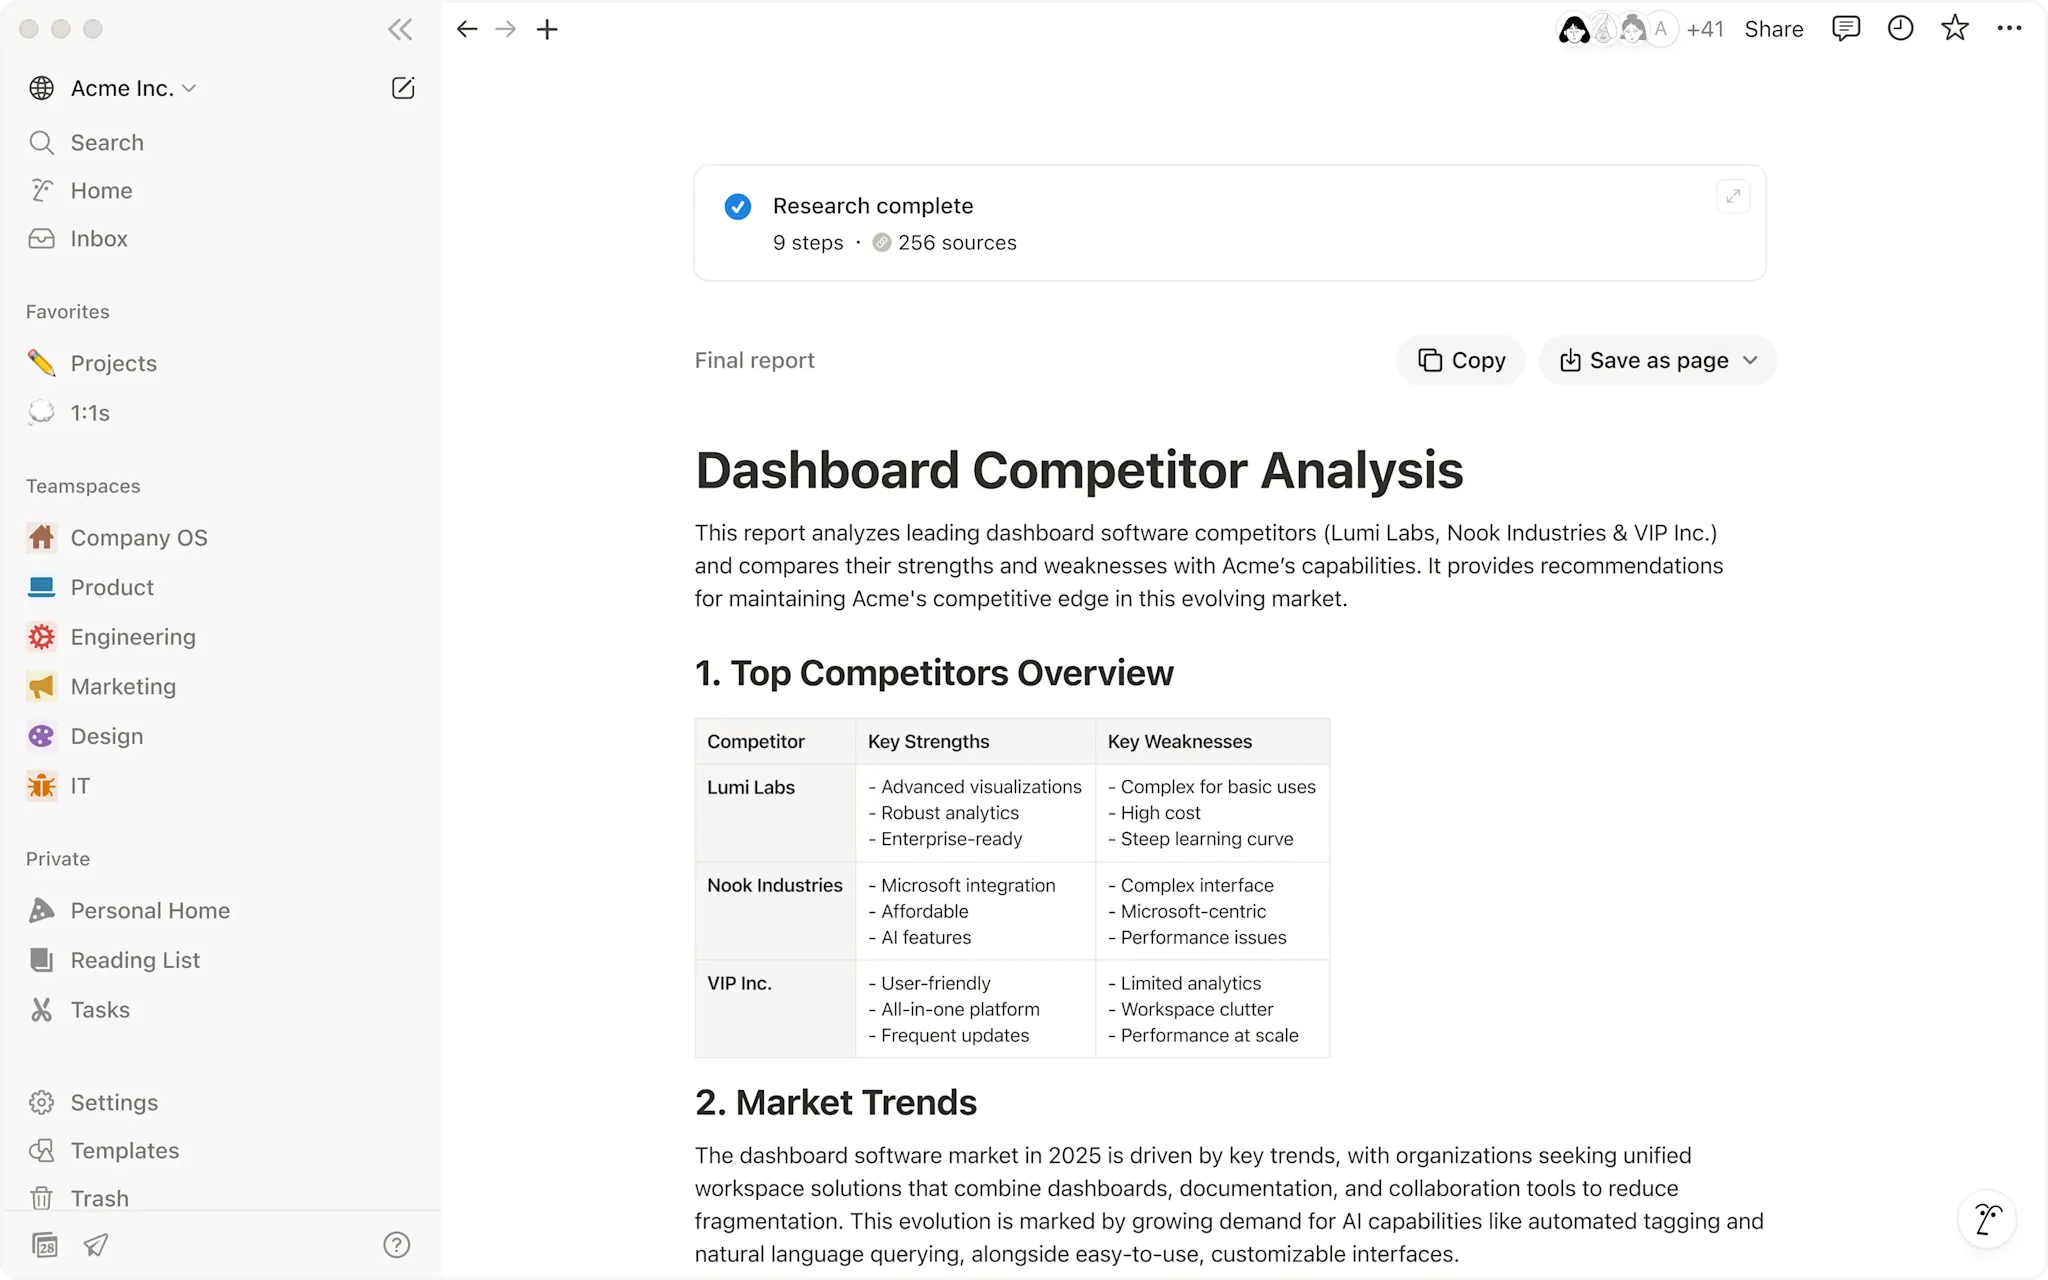 Acme Inc.
Search
Home
Inbox
Favorites
Projects
1:1s
Teamspaces
Company OS
Product
Engineering
Marketing
Design
IT
Private
Personal Home
Reading List
Tasks
Settings
Templates
Trash
28
A +41 Share
Research complete
9 steps · 256 sources
Final report
Copy
Save as page
Dashboard Competitor Analysis
This report analyzes leading dashboard software competitors (Lumi Labs, Nook Industries & VIP Inc.)
and compares their strengths and weaknesses with Acme’s capabilities. It provides recommendations
for maintaining Acme's competitive edge in this evolving market.
1. Top Competitors Overview
Competitor Key Strengths Key Weaknesses
Lumi Labs - Advanced visualizations - Complex for basic uses
- Robust analytics - High cost
- Enterprise-ready - Steep learning curve
Nook Industries - Microsoft integration - Complex interface
- Affordable - Microsoft-centric
- AI features - Performance issues
VIP Inc. - User-friendly - Limited analytics
- All-in-one platform - Workspace clutter
- Frequent updates - Performance at scale
2. Market Trends
The dashboard software market in 2025 is driven by key trends, with organizations seeking unified
workspace solutions that combine dashboards, documentation, and collaboration tools to reduce
fragmentation. This evolution is marked by growing demand for AI capabilities like automated tagging and
natural language querying, alongside easy-to-use, customizable interfaces.